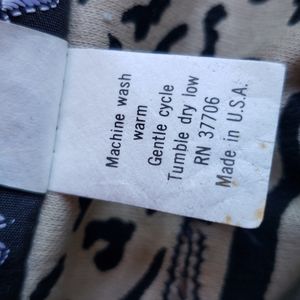 Machine wash
warm
Gentle cycle
Tumble dry low
RN 37706
Made in U.S.A.